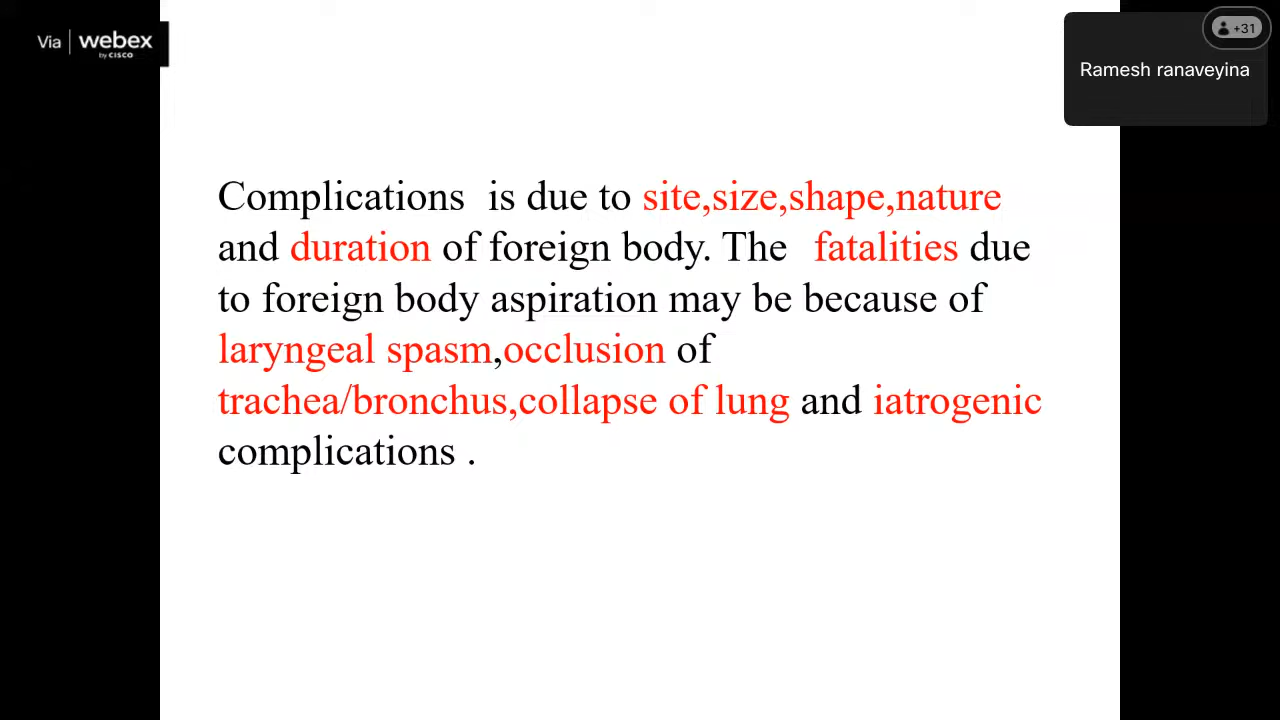 Via webex
by CISCO
+31
Ramesh ranaveyina
Complications is due to site,size,shape,nature
and duration of foreign body. The fatalities due
to foreign body aspiration may be because of
laryngeal spasm,occlusion of
trachea/bronchus,collapse of lung and iatrogenic
complications .